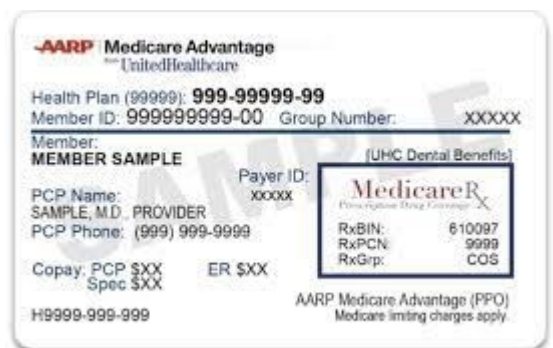 AARP Medicare Advantage
from UnitedHealthcare
Health Plan (99999): 999-99999-99
Member ID: 999999999-00 Group Number: XXXXX
Member:
MEMBER SAMPLE
[UHC Dental Benefits]
Payer ID:
XXXXX
PCP Name:
SAMPLE, M.D., PROVIDER
PCP Phone: (999) 999-9999
Copay: PCP $XX ER $XX
Spec $XX
MedicareRx
Prescription Drug Coverage
RxBIN: 610097
RxPCN: 9999
RxGrp: COS
AARP Medicare Advantage (PPO)
H9999-999-999
Medicare limiting charges apply.
SAMPLE